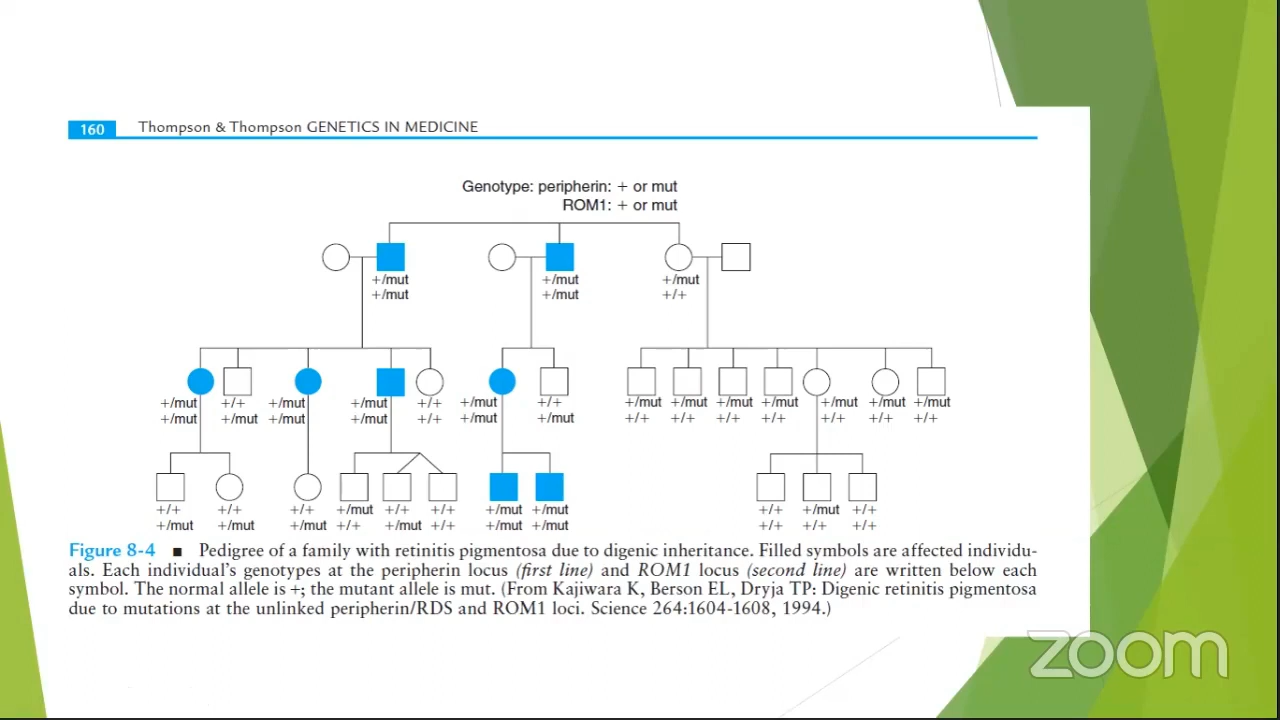 160 Thompson & Thompson GENETICS IN MEDICINE
Genotype: peripherin: + or mut
ROM1: + or mut
+/mut +/mut +/mut
+/mut +/mut +/+
+/mut +/+ +/mut +/mut +/+ +/mut +/+ +/mut +/mut +/mut +/mut +/mut +/mut +/mut
+/mut +/mut +/mut +/mut +/+ +/mut +/mut +/+ +/+ +/+ +/+ +/+ +/+ +/+
+/+ +/+ +/+ +/mut +/+ +/+ +/mut +/mut +/+ +/mut +/+
+/mut +/mut +/mut +/+ +/mut +/+ +/mut +/mut +/+ +/+ +/+
Figure 8-4 ■ Pedigree of a family with retinitis pigmentosa due to digenic inheritance. Filled symbols are affected individu-
als. Each individual's genotypes at the peripherin locus (first line) and ROM1 locus (second line) are written below each
symbol. The normal allele is +; the mutant allele is mut. (From Kajiwara K, Berson EL, Dryja TP: Digenic retinitis pigmentosa
due to mutations at the unlinked peripherin/RDS and ROM1 loci. Science 264:1604-1608, 1994.)
zoom